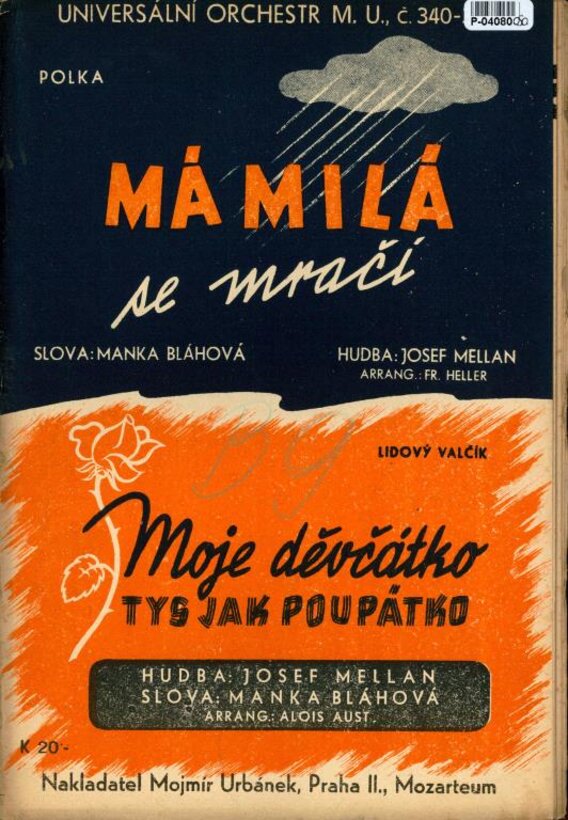 UNIVERSÁLNÍ ORCHESTR M. U., č. 340-
P-04080
POLKA
MÁ MILÁ
se mračí
SLOVA: MANKA BLÁHOVÁ
HUDBA: JOSEF MELLAN
ARRANG.: FR. HELLER
By
LIDOVÝ VALČÍK
Moje děvčátko
TYS JAK POUPÁTKO
HUDBA: JOSEF MELLAN
SLOVA: MANKA BLÁHOVÁ
ARRANG.: ALOIS AUST.
K 20·-
Nakladatel Mojmír Urbánek, Praha II., Mozarteum